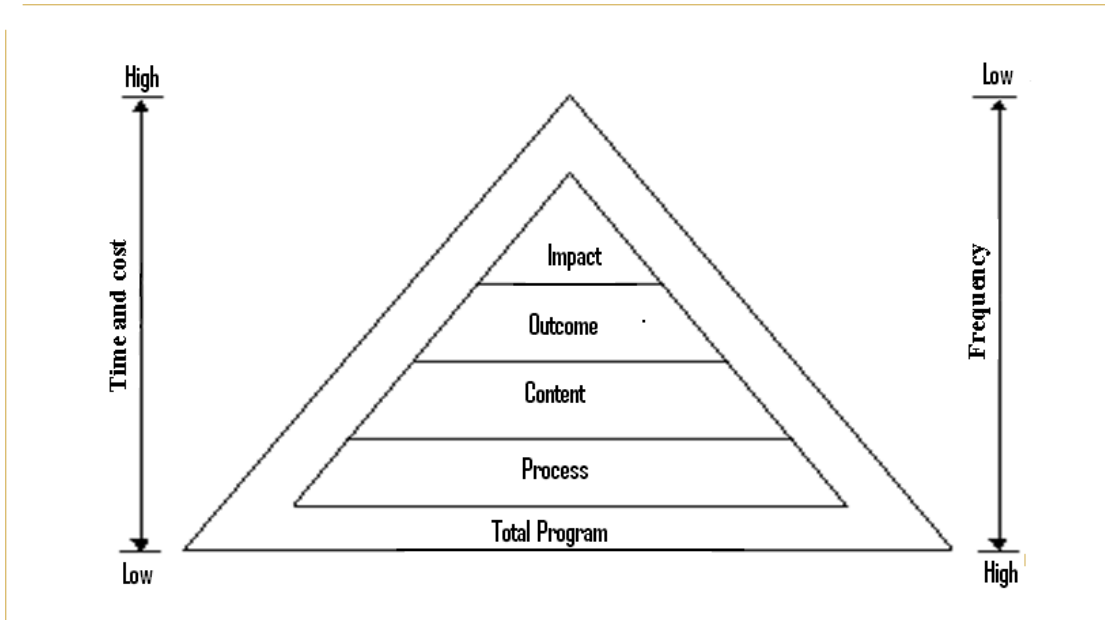 High
Low
Time and cost
Frequency
Impact
Outcome
Content
Process
Total Program
Low
High